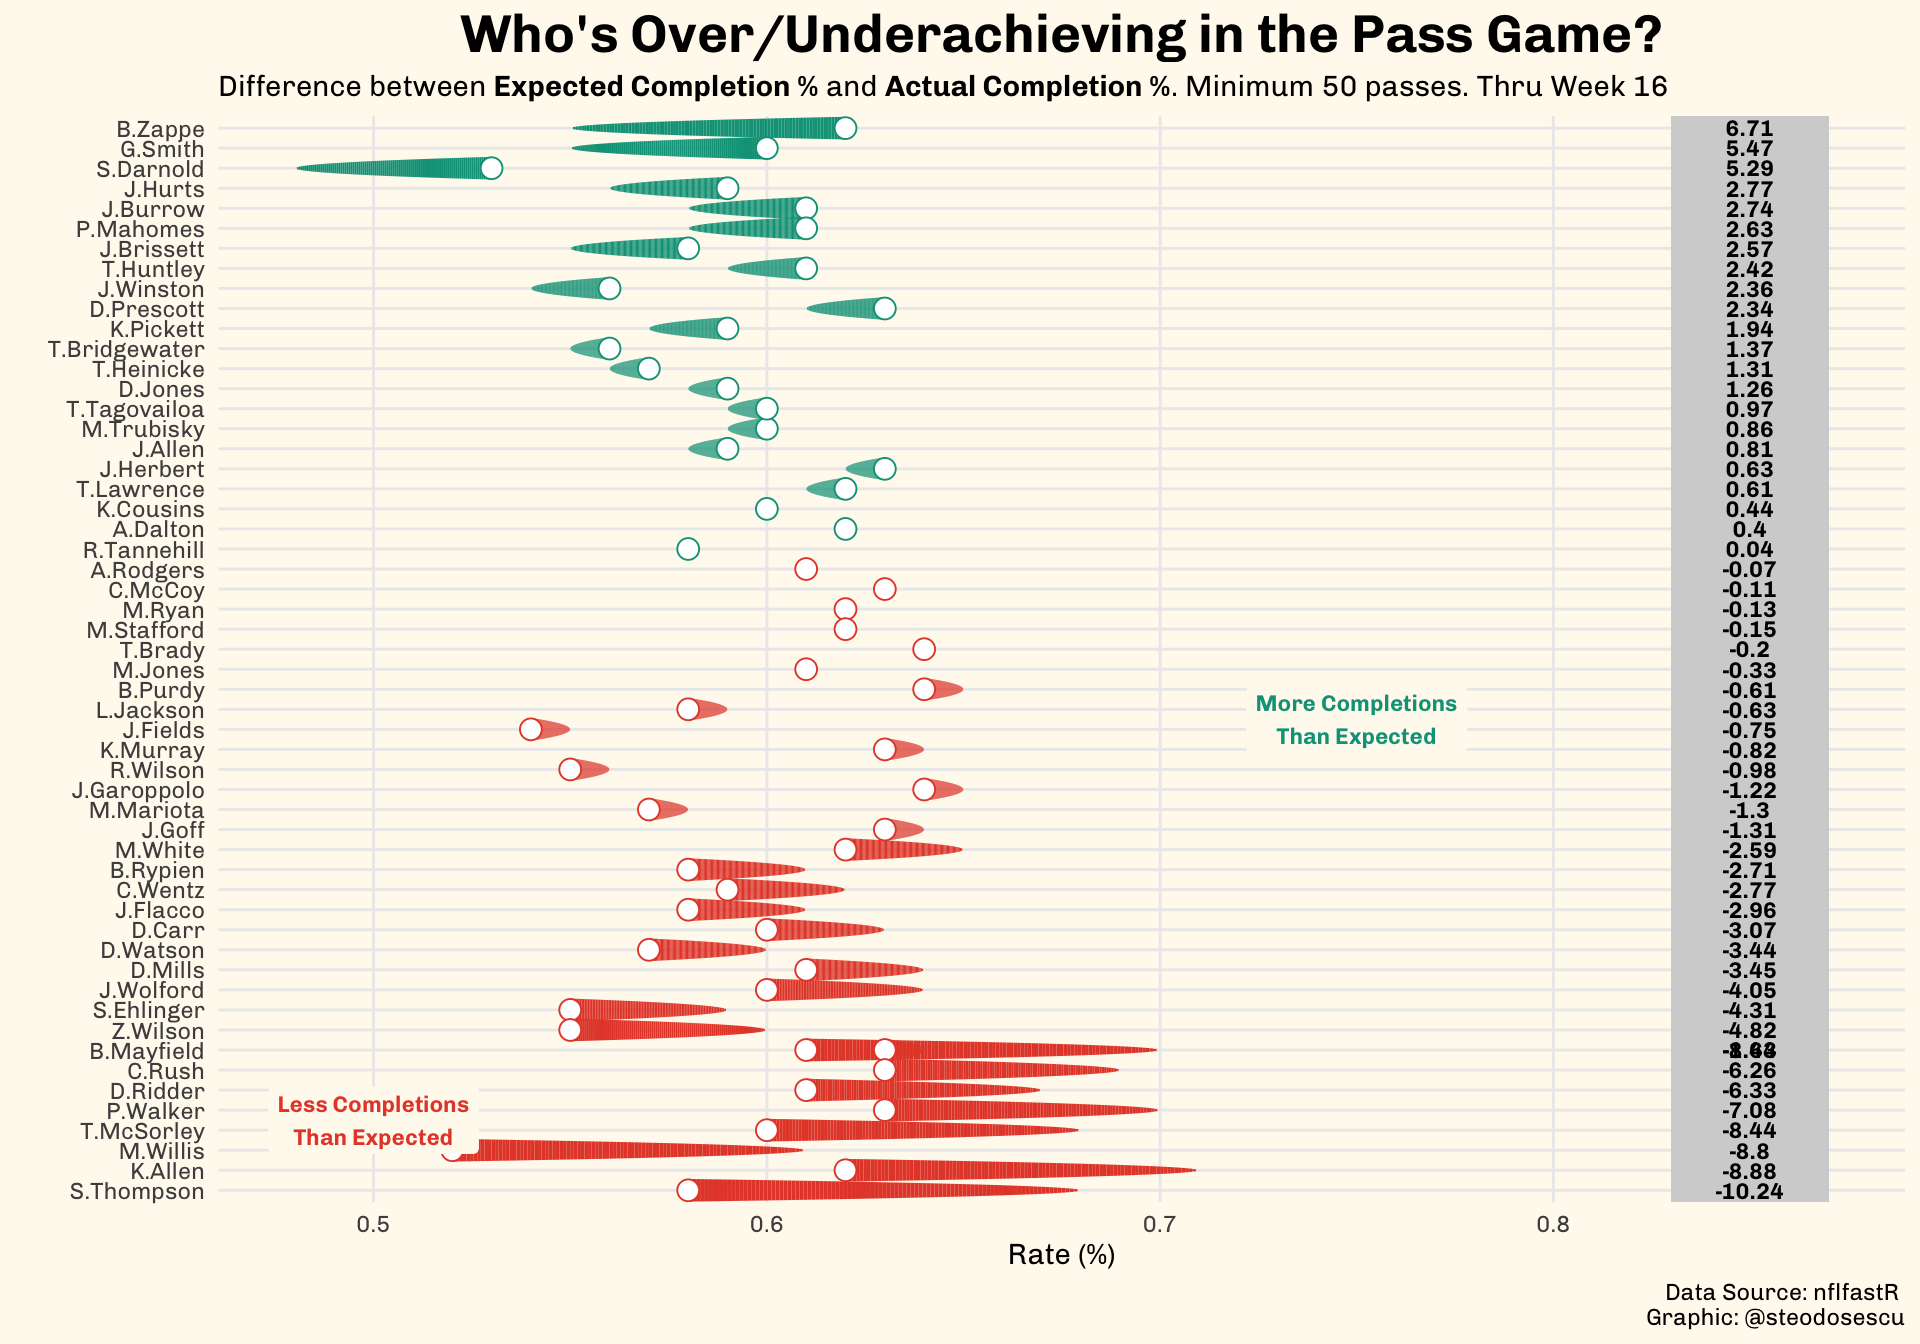 Who's Over/Underachieving in the Pass Game?
Difference between Expected Completion % and Actual Completion %. Minimum 50 passes. Thru Week 16
B.Zappe 6.71
G.Smith 5.47
S.Darnold 5.29
J.Hurts 2.77
J.Burrow 2.74
P.Mahomes 2.63
J.Brissett 2.57
T.Huntley 2.42
J.Winston 2.36
D.Prescott 2.34
K.Pickett 1.94
T.Bridgewater 1.37
T.Heinicke 1.31
D.Jones 1.26
T.Tagovailoa 0.97
M.Trubisky 0.86
J.Allen 0.81
J.Herbert 0.63
T.Lawrence 0.61
K.Cousins 0.44
A.Dalton 0.4
R.Tannehill 0.04
A.Rodgers -0.07
C.McCoy -0.11
M.Ryan -0.13
M.Stafford -0.15
T.Brady -0.2
M.Jones -0.33
B.Purdy -0.61
L.Jackson -0.63
More Completions
Than Expected
J.Fields -0.75
K.Murray -0.82
R.Wilson -0.98
J.Garoppolo -1.22
M.Mariota -1.3
J.Goff -1.31
M.White -2.59
B.Rypien -2.71
C.Wentz -2.77
J.Flacco -2.96
D.Carr -3.07
D.Watson -3.44
D.Mills -3.45
J.Wolford -4.05
S.Ehlinger -4.31
Z.Wilson -4.82
B.Mayfield
C.Rush -6.26
D.Ridder -6.33
Less Completions
Than Expected
P.Walker -7.08
T.McSorley -8.44
M.Willis -8.8
K.Allen -8.88
S.Thompson -10.24
0.5 0.6 0.7 0.8
Rate (%)
Data Source: nflfastR
Graphic: @steodosescu